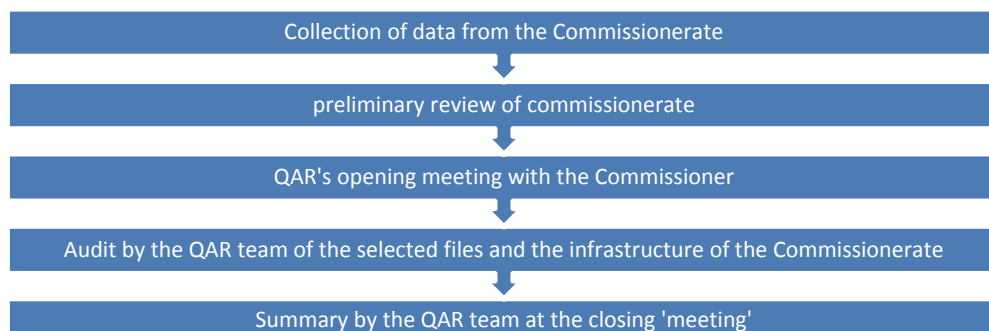 Collection of data from the Commissionerate
preliminary review of commissionerate
QAR's opening meeting with the Commissioner
Audit by the QAR team of the selected files and the infrastructure of the Commissionerate
Summary by the QAR team at the closing 'meeting'